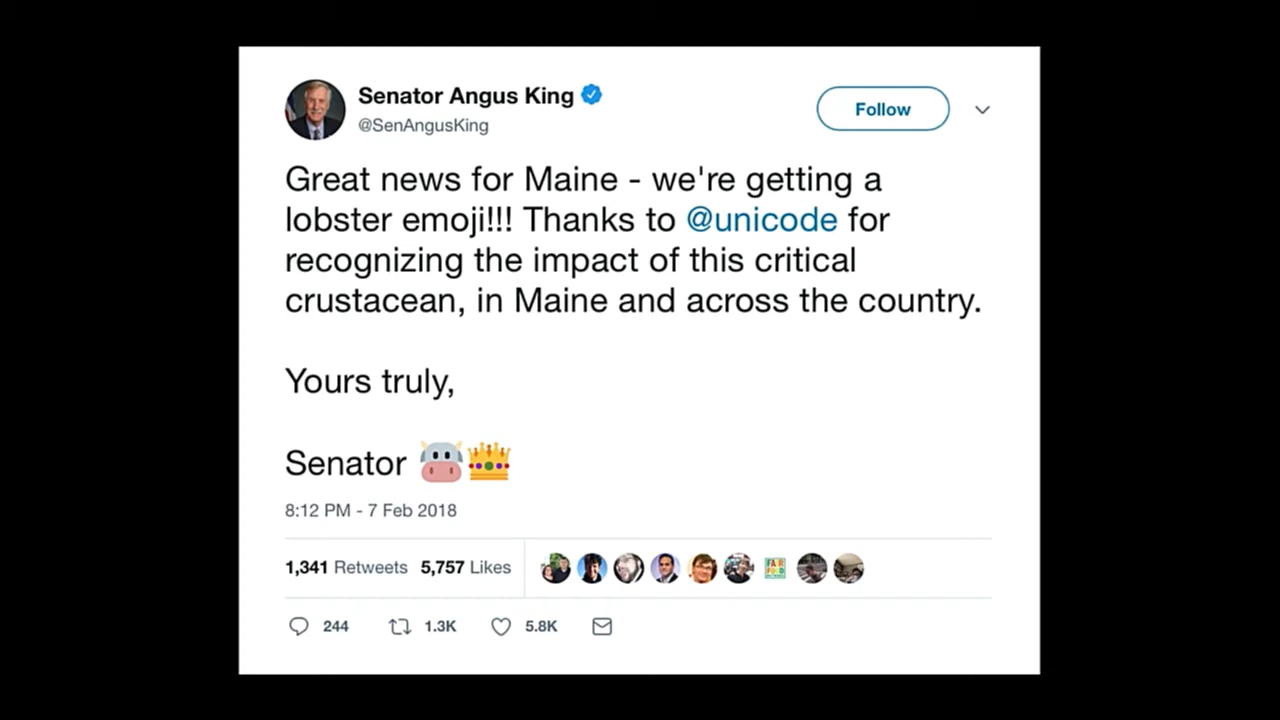 Senator Angus King
@SenAngusKing
Follow
Great news for Maine - we're getting a
lobster emoji!!! Thanks to @unicode for
recognizing the impact of this critical
crustacean, in Maine and across the country.
Yours truly,
Senator 🐮👑
8:12 PM - 7 Feb 2018
1,341 Retweets 5,757 Likes
FAIR
FOOD
244 1.3K 5.8K